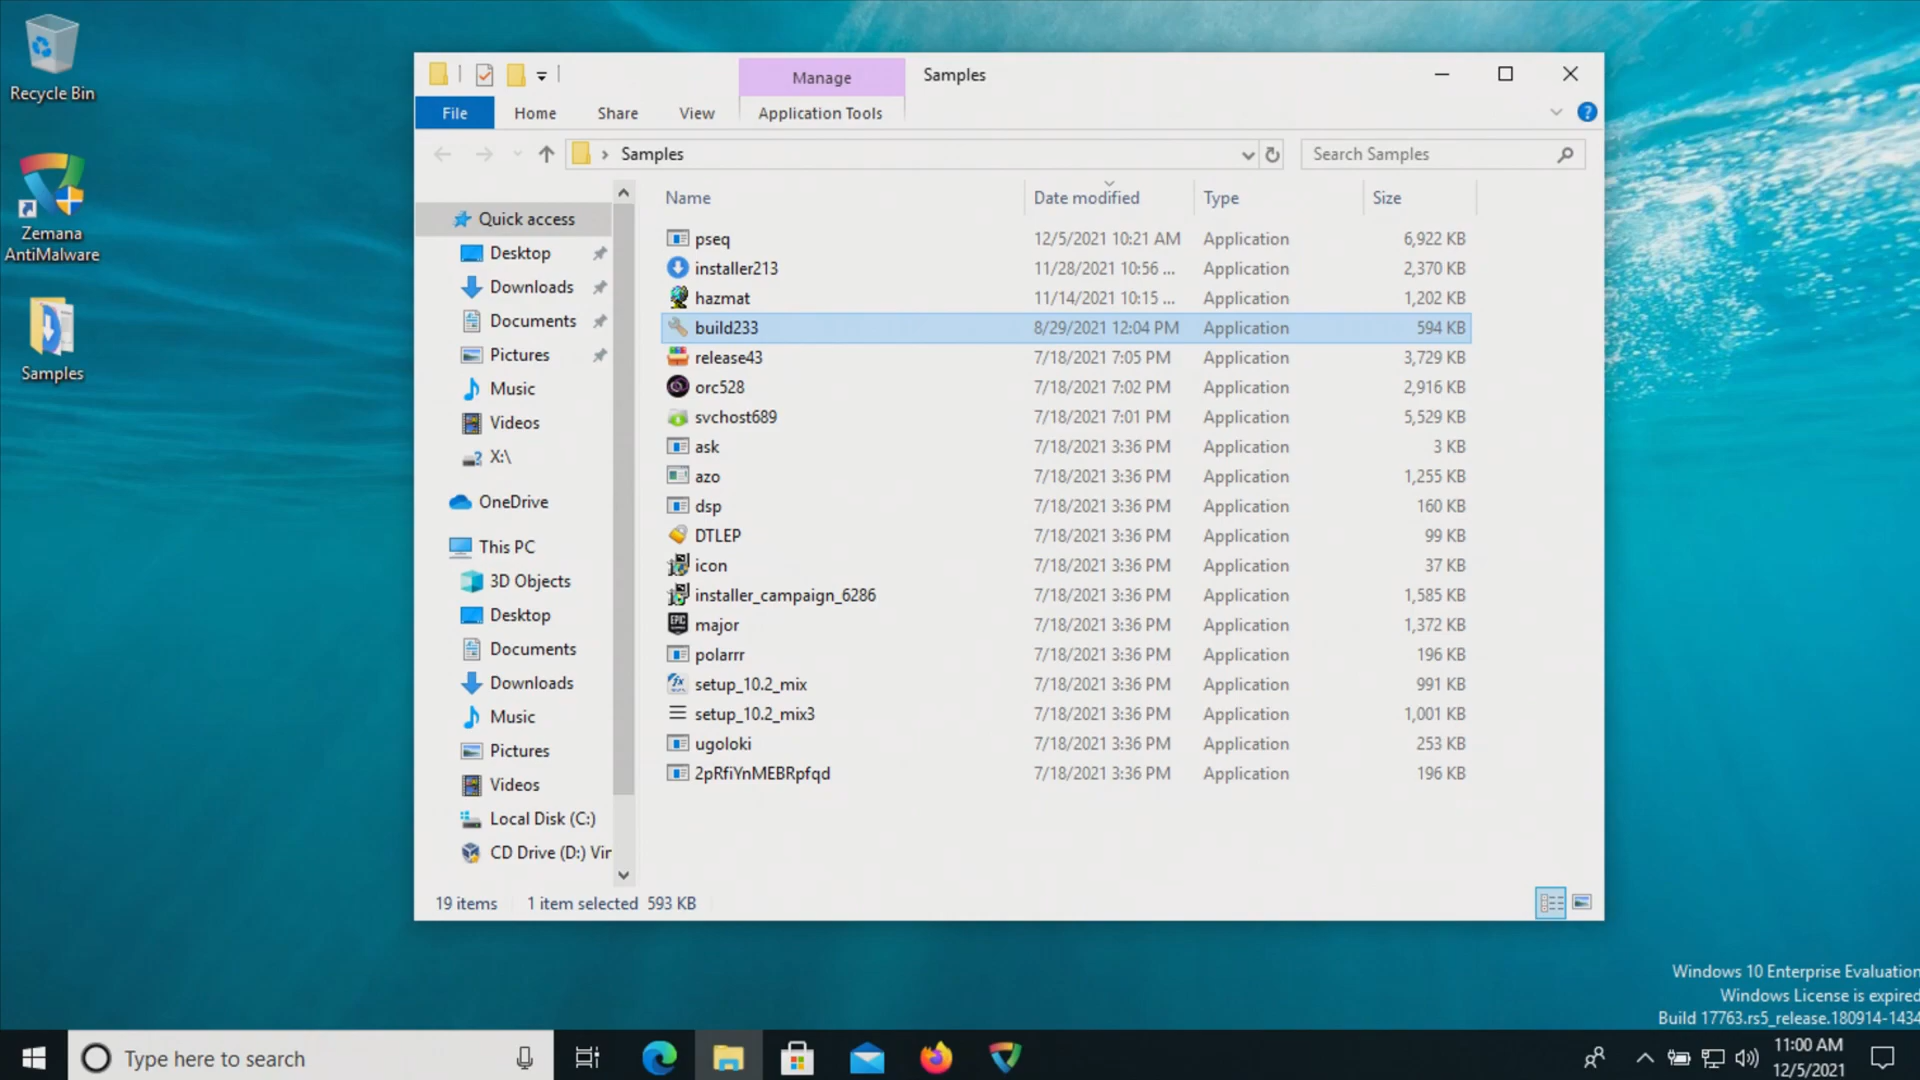 Recycle Bin
Zemana
AntiMalware
Samples
Manage
Samples
File
Home
Share
View
Application Tools
?
Samples
Search Samples
Quick access
Desktop
Downloads
Documents
Pictures
Music
Videos
X:\
OneDrive
This PC
3D Objects
Desktop
Documents
Downloads
Music
Pictures
Videos
Local Disk (C:)
CD Drive (D:) Vir
Name Date modified Type Size
pseq 12/5/2021 10:21 AM Application 6,922 KB
installer213 11/28/2021 10:56 ... Application 2,370 KB
hazmat 11/14/2021 10:15 ... Application 1,202 KB
build233 8/29/2021 12:04 PM Application 594 KB
release43 7/18/2021 7:05 PM Application 3,729 KB
orc528 7/18/2021 7:02 PM Application 2,916 KB
svchost689 7/18/2021 7:01 PM Application 5,529 KB
ask 7/18/2021 3:36 PM Application 3 KB
azo 7/18/2021 3:36 PM Application 1,255 KB
dsp 7/18/2021 3:36 PM Application 160 KB
DTLEP 7/18/2021 3:36 PM Application 99 KB
icon 7/18/2021 3:36 PM Application 37 KB
installer_campaign_6286 7/18/2021 3:36 PM Application 1,585 KB
major 7/18/2021 3:36 PM Application 1,372 KB
polarrr 7/18/2021 3:36 PM Application 196 KB
setup_10.2_mix 7/18/2021 3:36 PM Application 991 KB
setup_10.2_mix3 7/18/2021 3:36 PM Application 1,001 KB
ugoloki 7/18/2021 3:36 PM Application 253 KB
2pRfiYnMEBRpfqd 7/18/2021 3:36 PM Application 196 KB
19 items 1 item selected 593 KB
Windows 10 Enterprise Evaluation
Windows License is expired
Build 17763.rs5_release.180914-1434
Type here to search
11:00 AM
12/5/2021